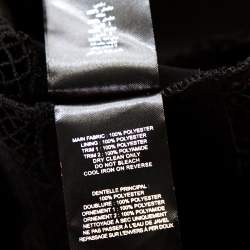 MAIN FABRIC : 100% POLYESTER
LINING : 100% POLYESTER
TRIM 1 : 100% POLYESTER
TRIM 2 : 100% POLYAMIDE
DRY CLEAN ONLY
DO NOT BLEACH
COOL IRON ON REVERSE
DENTELLE PRINCIPAL :
100% POLYESTER
DOUBLURE : 100% POLYESTER
ORNEMENT 1 : 100% POLYESTER
ORNEMENT 2 : 100% POLYAMIDE
NETTOYAGE A SEC UNIQUEMENT
NE PAS PASSER A L'EAU DE JAVEL
REPASSAGE SUR L'ENVERS A FER DOUX